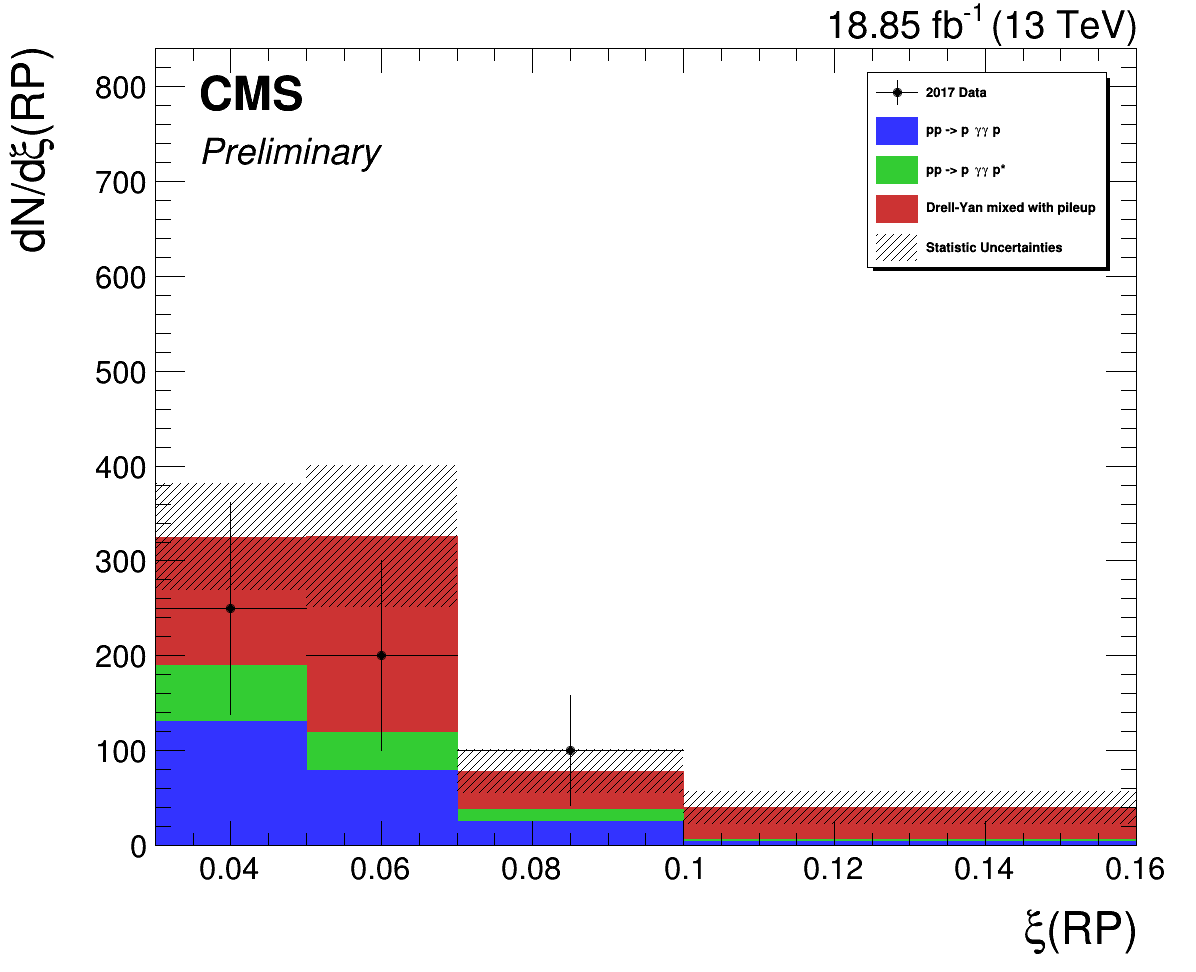 18.85 fb⁻¹ (13 TeV)
dN/dξ(RP)
CMS
Preliminary
2017 Data
pp -> p γγ p
pp -> p γγ p*
Drell-Yan mixed with pileup
Statistic Uncertainties
800
700
600
500
400
300
200
100
0
0.04 0.06 0.08 0.1 0.12 0.14 0.16
ξ(RP)